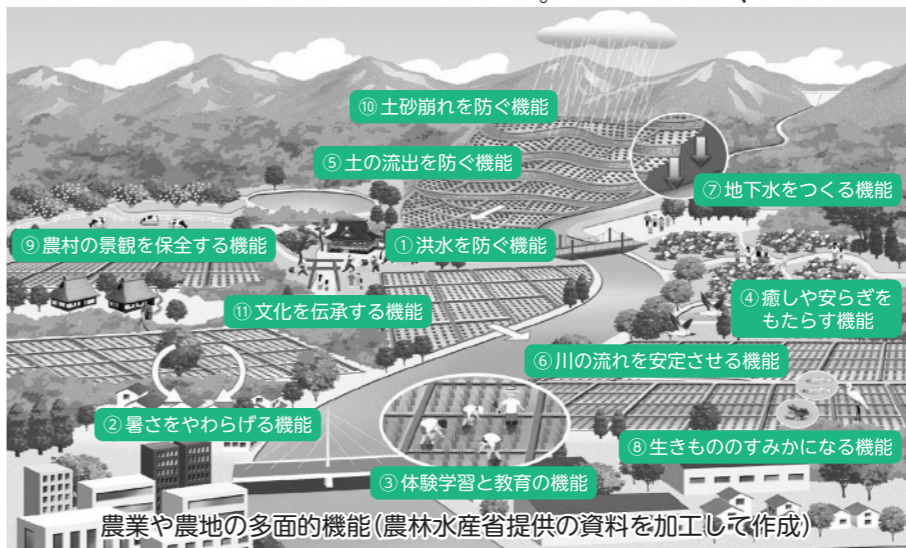 ⑩土砂崩れを防ぐ機能
⑤土の流出を防ぐ機能
⑦地下水をつくる機能
⑨農村の景観を保全する機能
①洪水を防ぐ機能
④癒しや安らぎを
もたらす機能
⑪文化を伝承する機能
⑥川の流れを安定させる機能
②暑さをやわらげる機能
⑧生きもののすみかになる機能
③体験学習と教育の機能
農業や農地の多面的機能(農林水産省提供の資料を加工して作成)